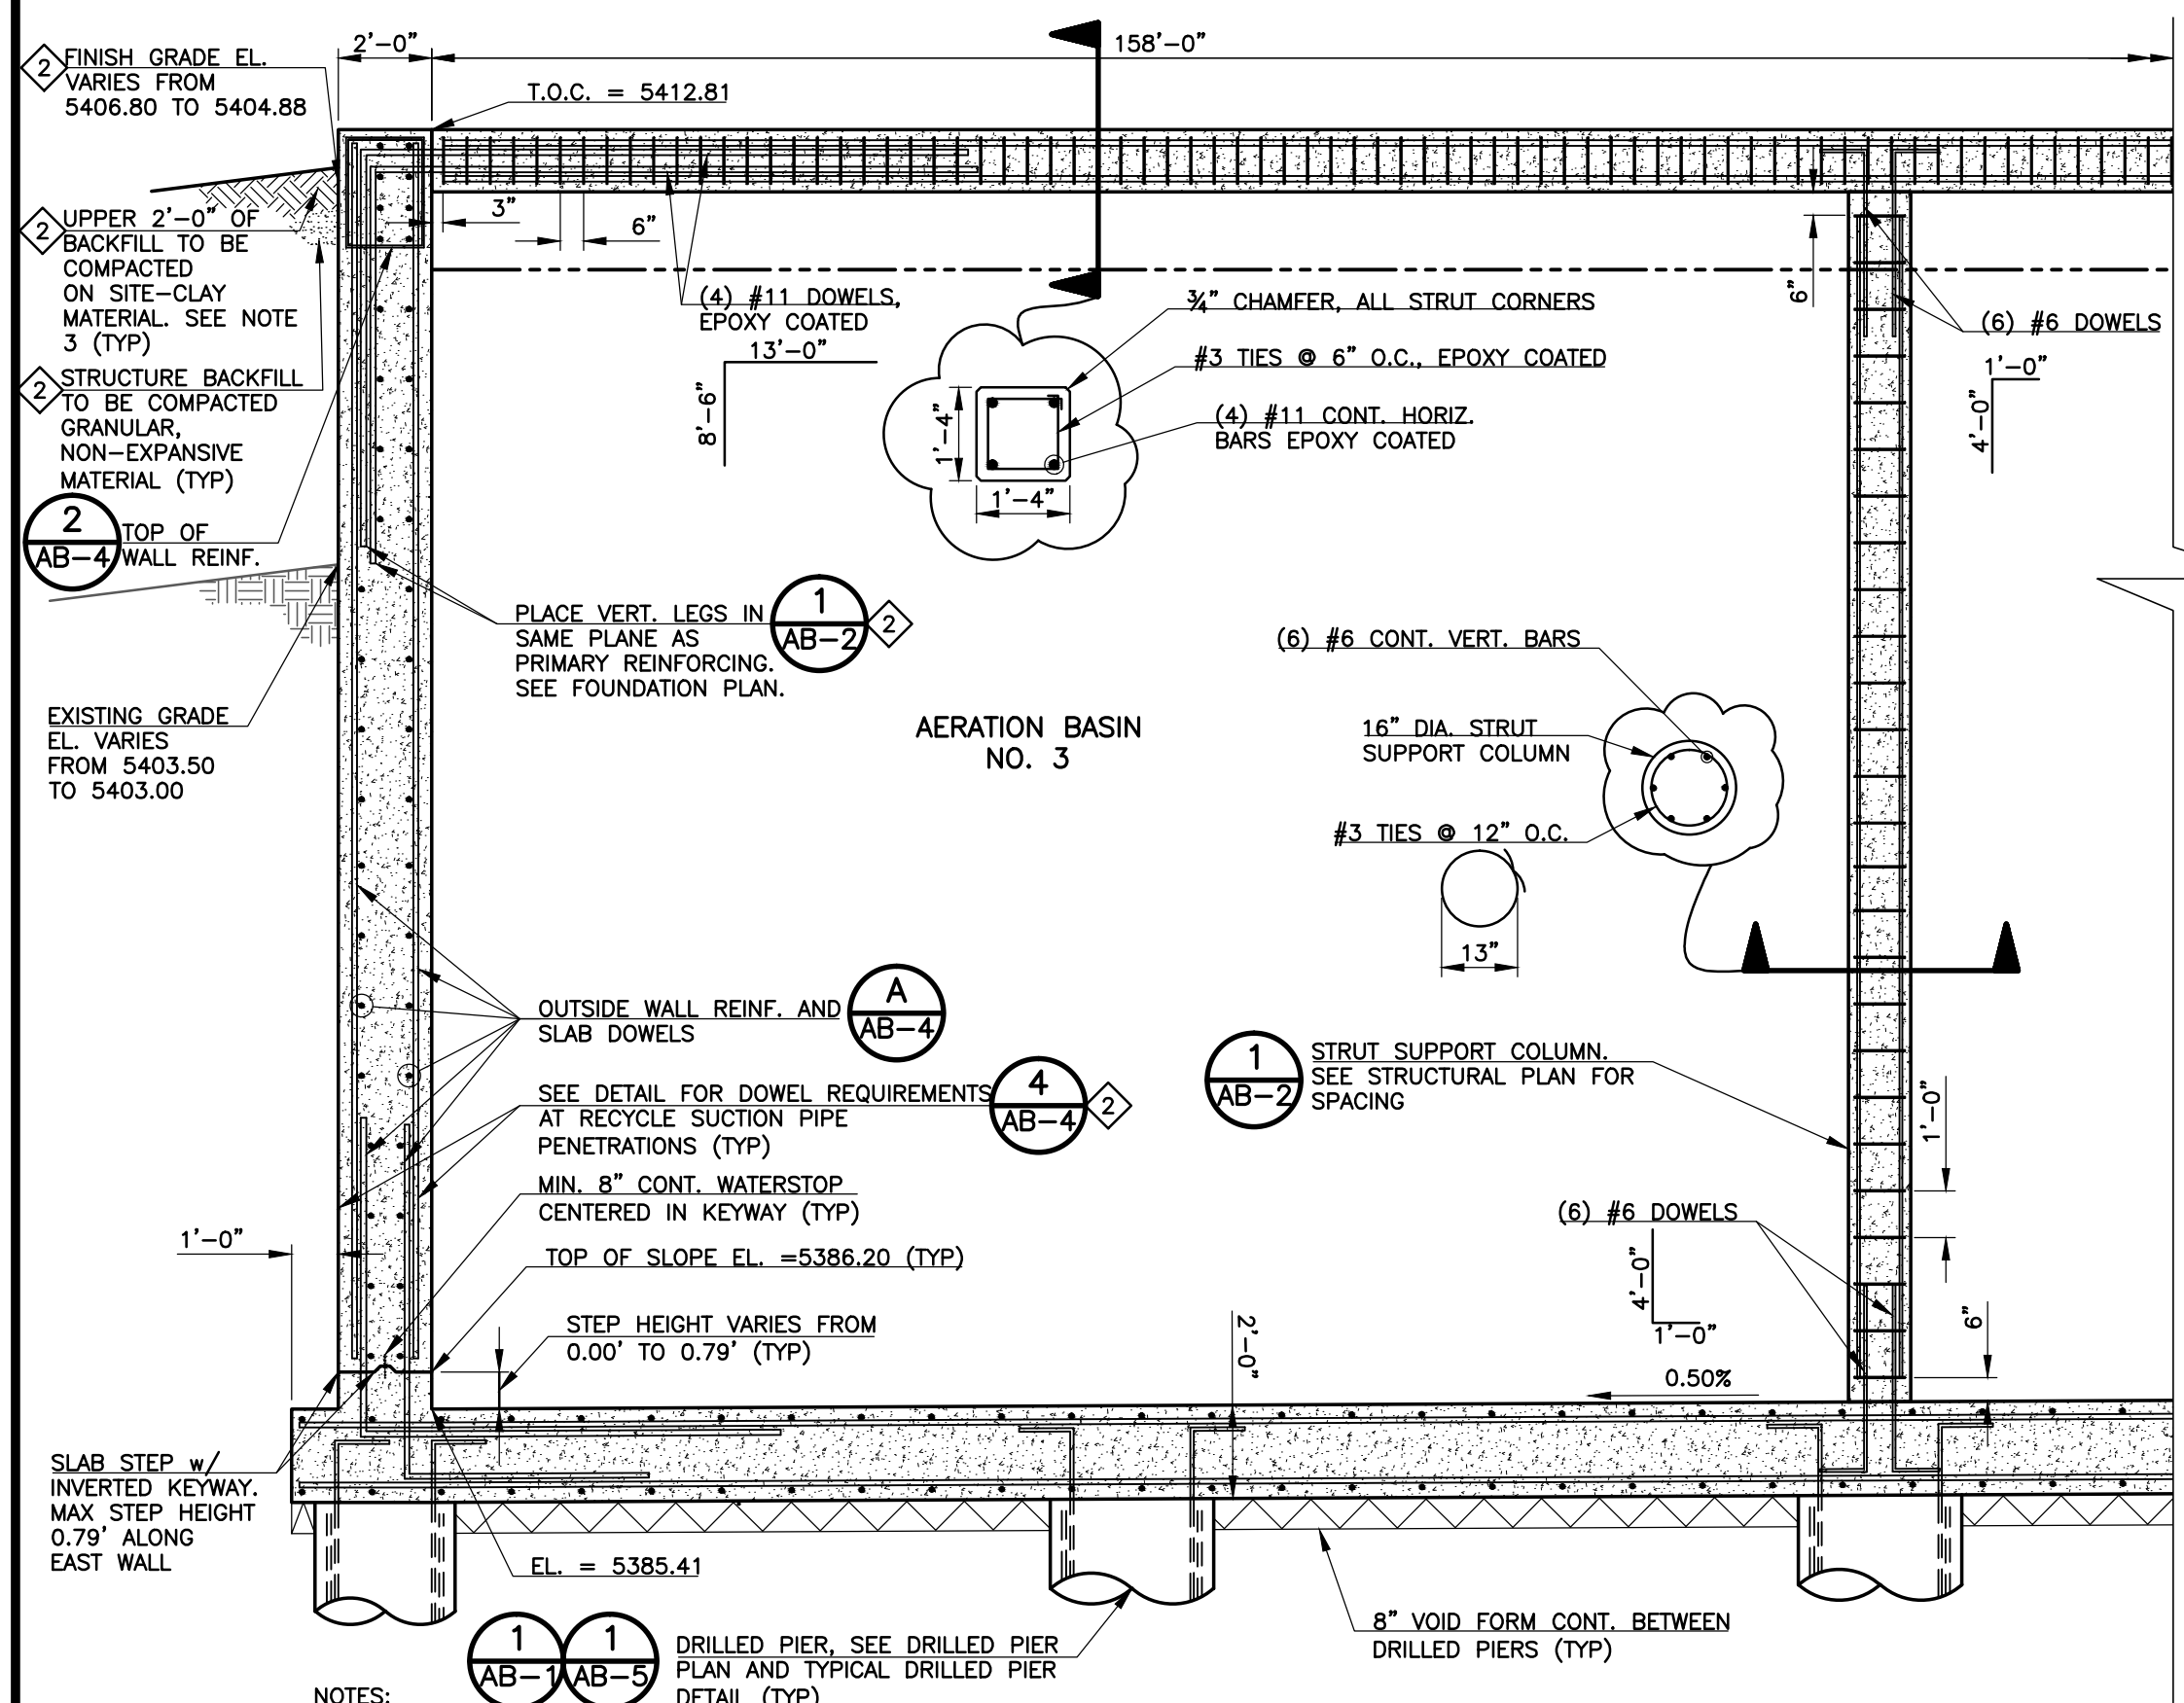 2'-0"
158'-0"
2
FINISH GRADE EL.
VARIES FROM
5406.80 TO 5404.88
T.O.C. = 5412.81
3"
6"
2
UPPER 2'-0" OF
BACKFILL TO BE
COMPACTED
ON SITE-CLAY
MATERIAL. SEE NOTE
3 (TYP)
2
STRUCTURE BACKFILL
TO BE COMPACTED
GRANULAR,
NON-EXPANSIVE
MATERIAL (TYP)
2
AB-4
TOP OF
WALL REINF.
(4) #11 DOWELS,
EPOXY COATED
13'-0"
8'-6"
¾" CHAMFER, ALL STRUT CORNERS
#3 TIES @ 6" O.C., EPOXY COATED
(4) #11 CONT. HORIZ.
BARS EPOXY COATED
1'-4"
1'-4"
6"
(6) #6 DOWELS
1'-0"
4'-0"
PLACE VERT. LEGS IN
SAME PLANE AS
PRIMARY REINFORCING.
SEE FOUNDATION PLAN.
1
AB-2
2
EXISTING GRADE
EL. VARIES
FROM 5403.50
TO 5403.00
AERATION BASIN
NO. 3
(6) #6 CONT. VERT. BARS
16" DIA. STRUT
SUPPORT COLUMN
#3 TIES @ 12" O.C.
13"
OUTSIDE WALL REINF. AND
SLAB DOWELS
A
AB-4
SEE DETAIL FOR DOWEL REQUIREMENTS
AT RECYCLE SUCTION PIPE
PENETRATIONS (TYP)
4
AB-4
2
1
AB-2
STRUT SUPPORT COLUMN.
SEE STRUCTURAL PLAN FOR
SPACING
1'-0"
MIN. 8" CONT. WATERSTOP
CENTERED IN KEYWAY (TYP)
1'-0"
TOP OF SLOPE EL. =5386.20 (TYP)
STEP HEIGHT VARIES FROM
0.00' TO 0.79' (TYP)
2'-0"
(6) #6 DOWELS
4'-0"
1'-0"
6"
0.50%
SLAB STEP w/
INVERTED KEYWAY.
MAX STEP HEIGHT
0.79' ALONG
EAST WALL
EL. = 5385.41
1
AB-1
1
AB-5
DRILLED PIER, SEE DRILLED PIER
PLAN AND TYPICAL DRILLED PIER
DETAIL (TYP)
8" VOID FORM CONT. BETWEEN
DRILLED PIERS (TYP)
NOTES: